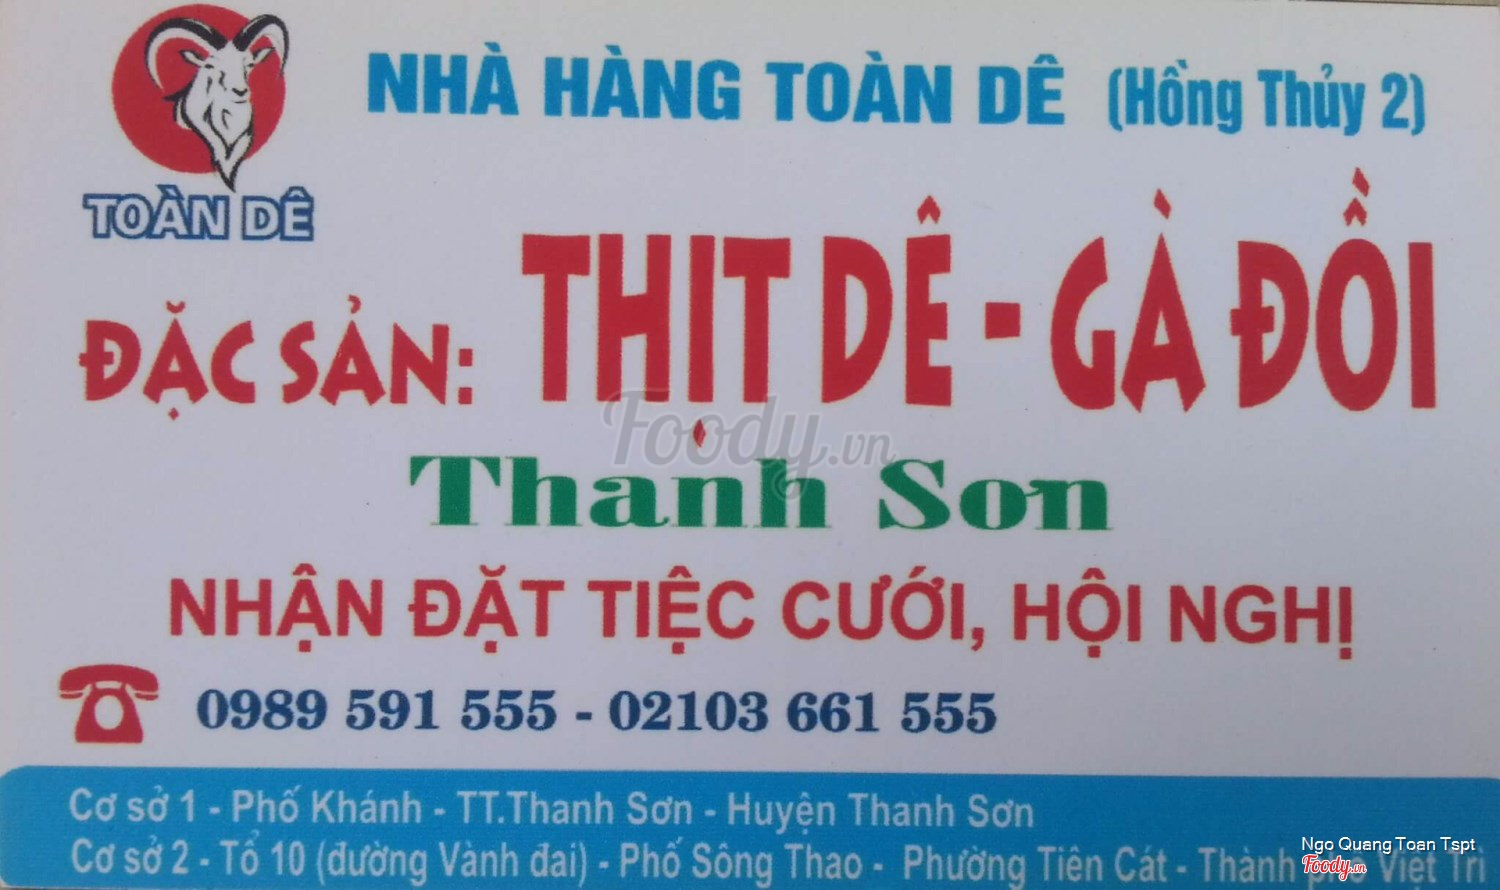 NHÀ HÀNG TOÀN DÊ (Hồng Thủy 2)
TOÀN DÊ
ĐẶC SẢN: THỊT DÊ - GÀ ĐỒI
Foody.vn
Thanh Sơn
NHẬN ĐẶT TIỆC CƯỚI, HỘI NGHỊ
0989 591 555 - 02103 661 555
Cơ sở 1 - Phố Khánh - TT.Thanh Sơn - Huyện Thanh Sơn
Cơ sở 2 - Tổ 10 (đường Vành đai) - Phố Sông Thao - Phường Tiên Cát - Thành phố Việt Trì
Ngo Quang Toan Tspt
Foody.vn